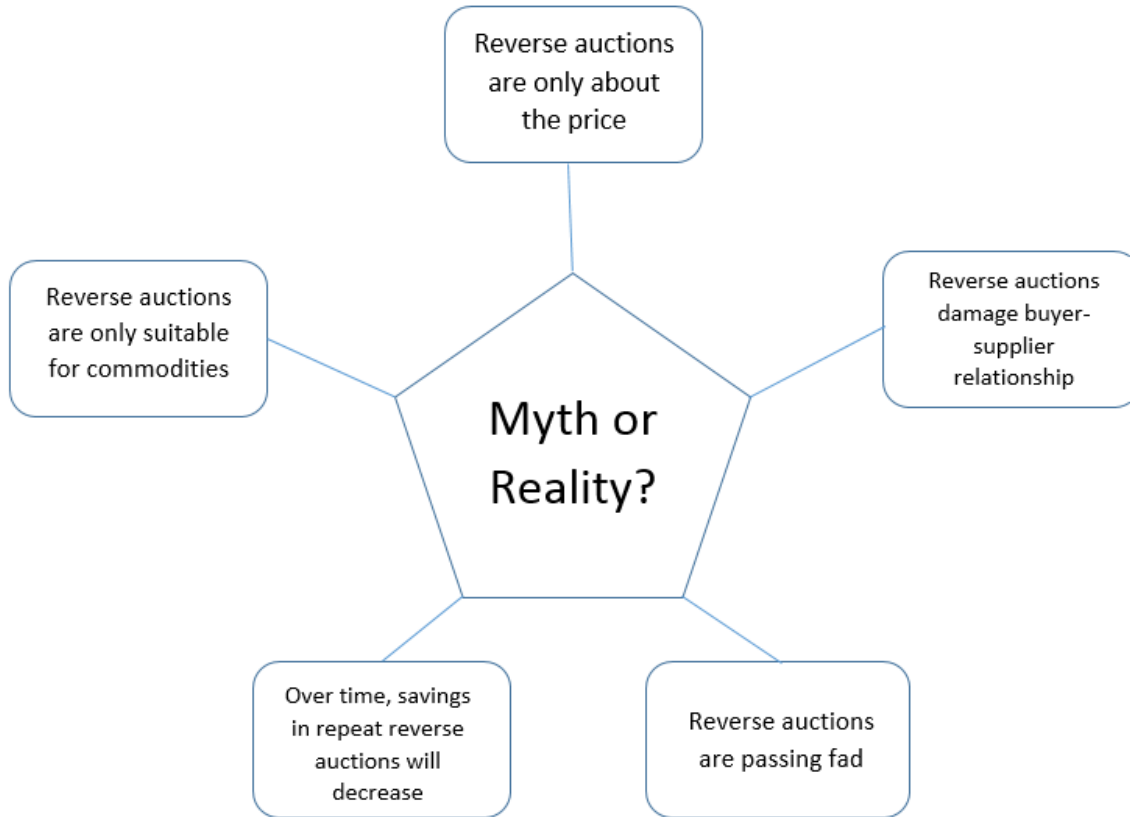 Reverse auctions
are only about
the price
Reverse auctions
are only suitable
for commodities
Reverse auctions
damage buyer-
supplier
relationship
Myth or
Reality?
Over time, savings
in repeat reverse
auctions will
decrease
Reverse auctions
are passing fad